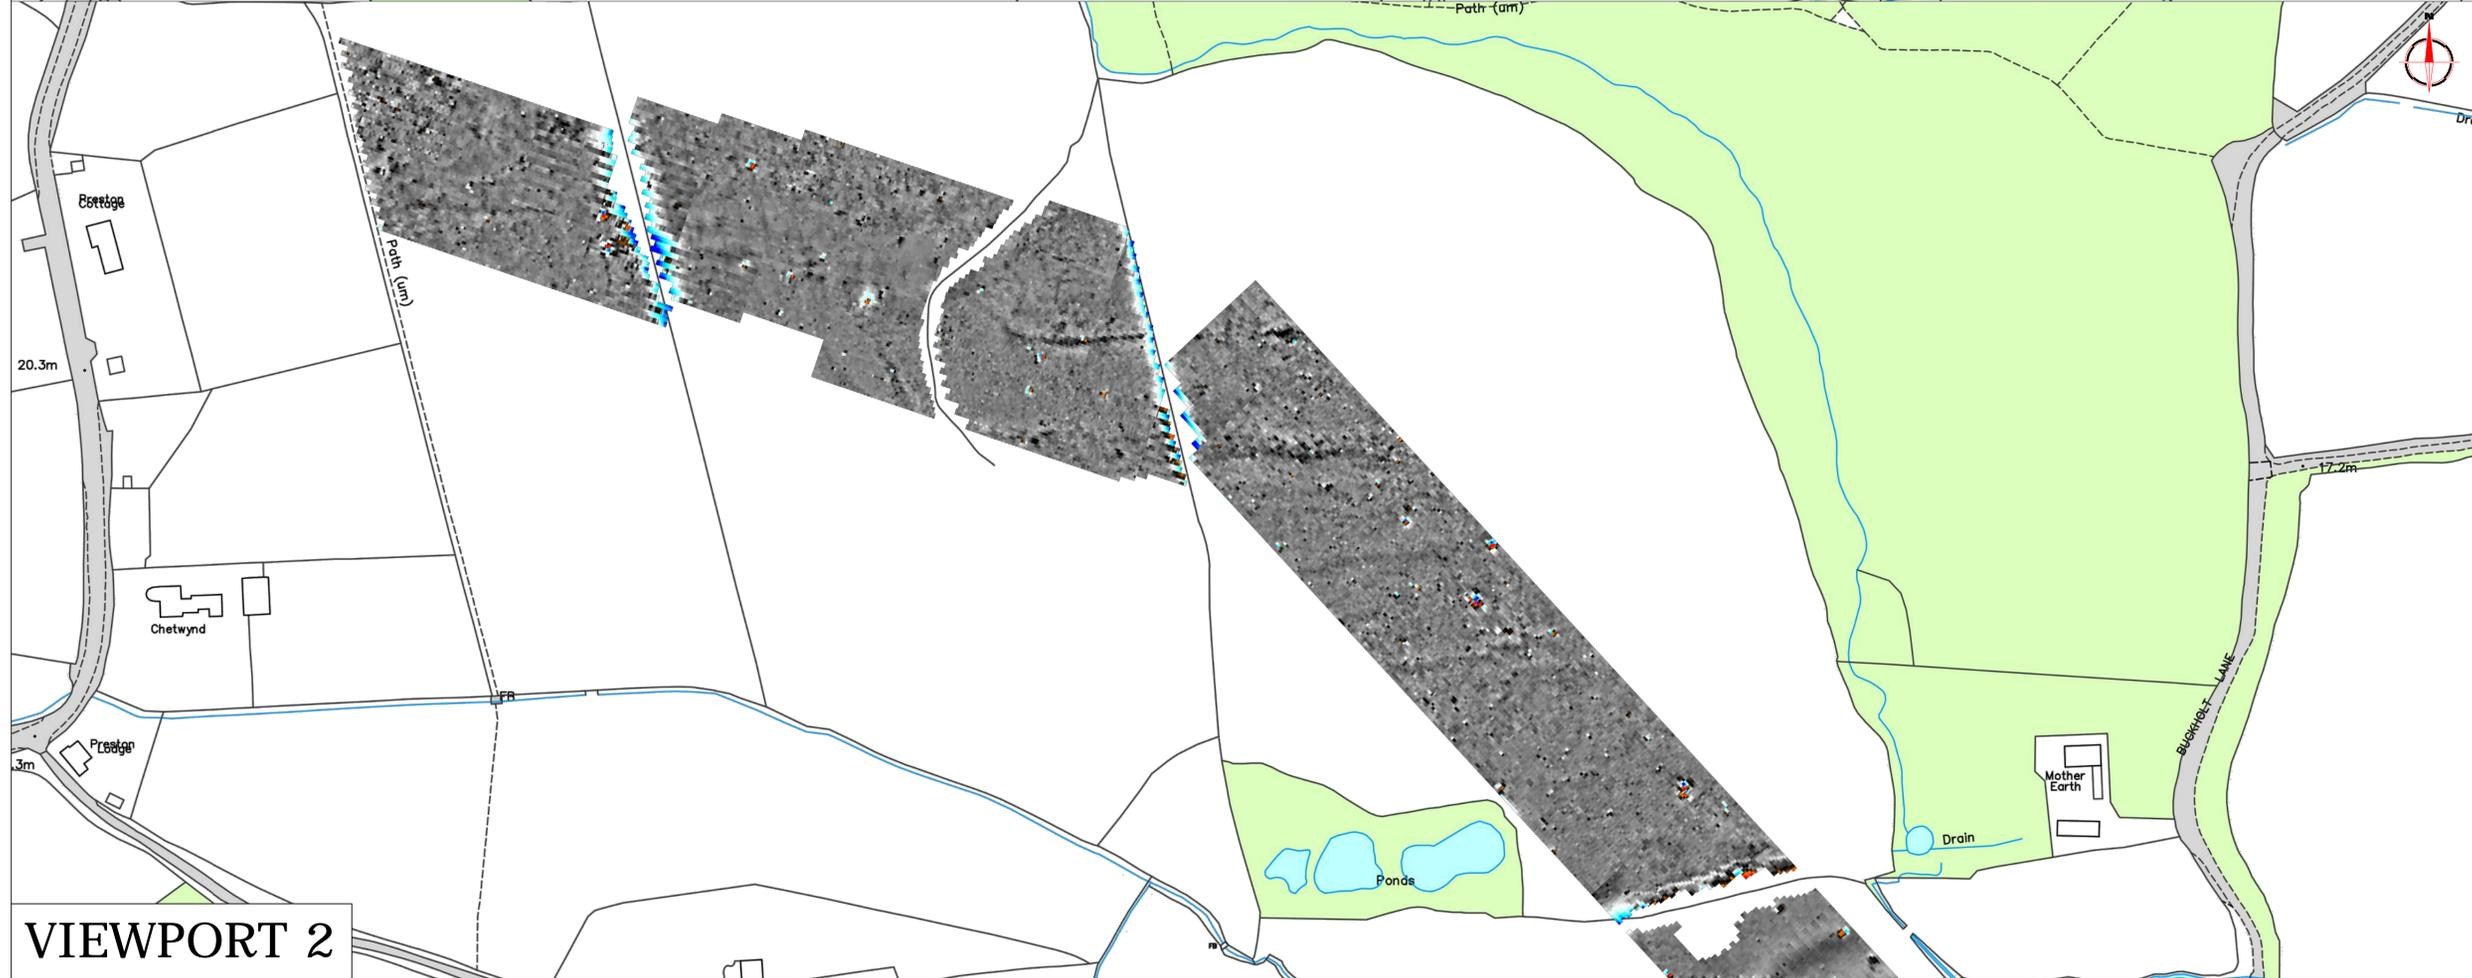 Path (um)
N
Preston
Cottage
Path (um)
20.3m
17.2m
Chetwynd
FB
BUCKHOLT LANE
Preston
Lodge
.3m
Mother
Earth
Drain
Ponds
FB
VIEWPORT 2